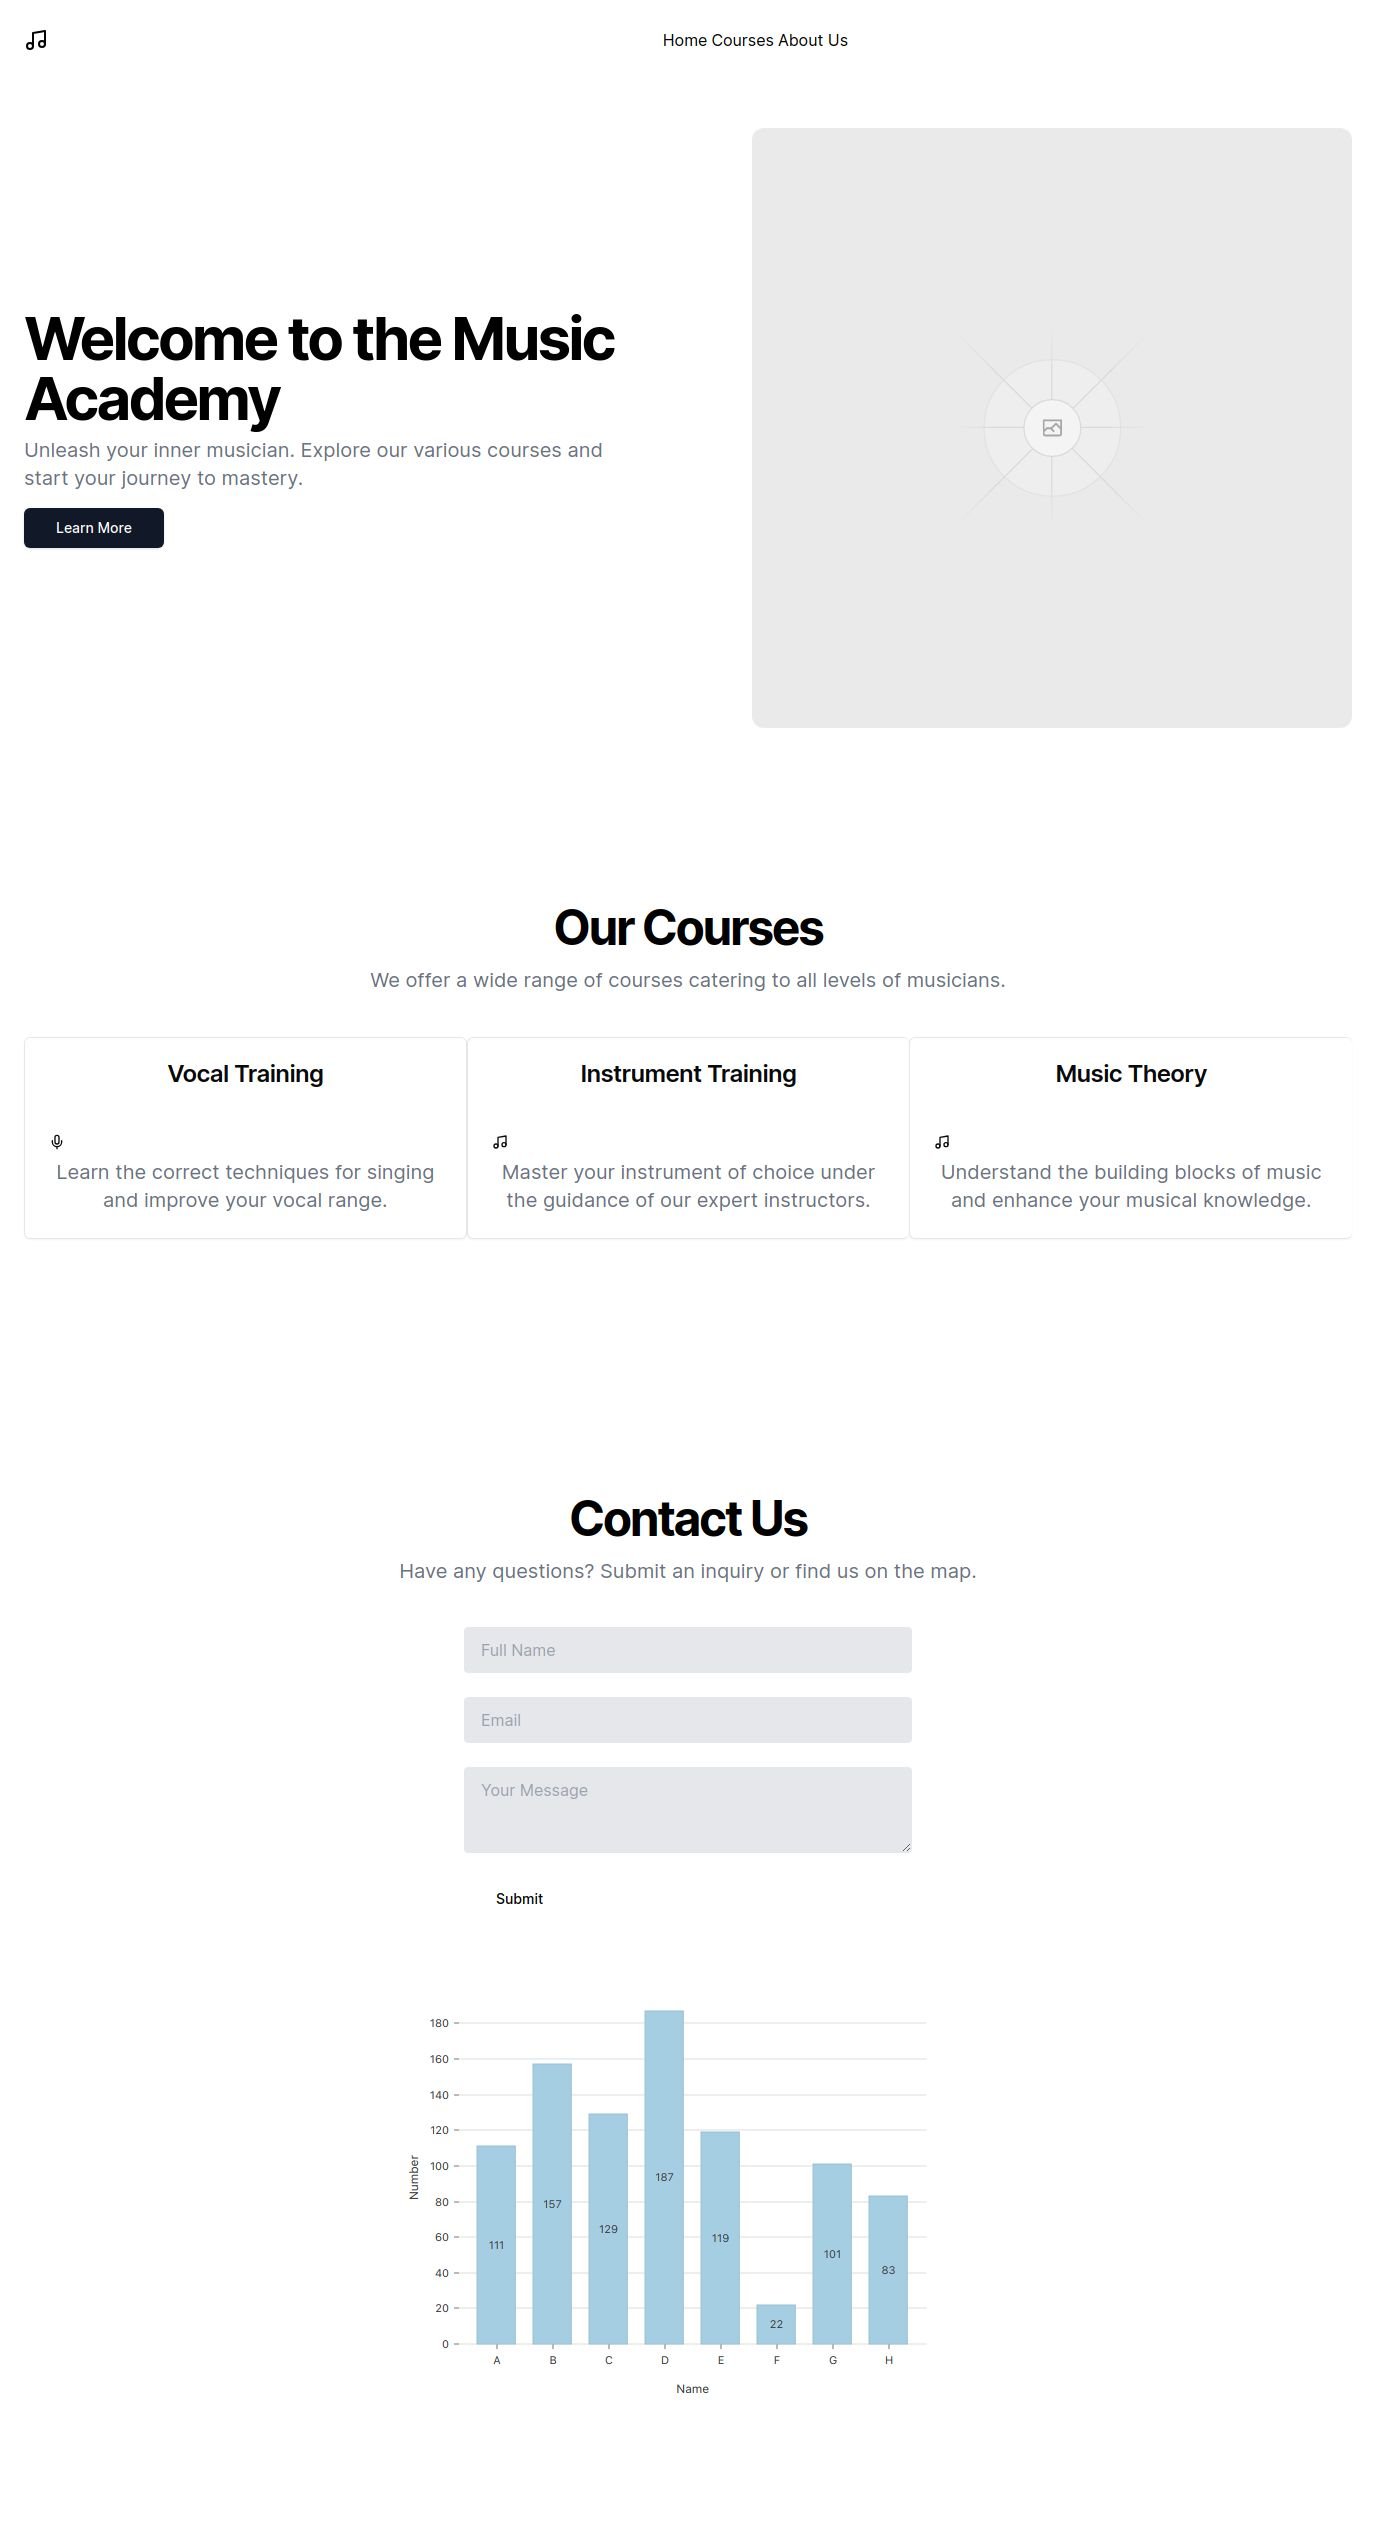 Home Courses About Us
Welcome to the Music
Academy
Unleash your inner musician. Explore our various courses and
start your journey to mastery.
Learn More
Our Courses
We offer a wide range of courses catering to all levels of musicians.
Vocal Training
Learn the correct techniques for singing
and improve your vocal range.
Instrument Training
Master your instrument of choice under
the guidance of our expert instructors.
Music Theory
Understand the building blocks of music
and enhance your musical knowledge.
Contact Us
Have any questions? Submit an inquiry or find us on the map.
Full Name
Email
Your Message
Submit
Number
180
160
140
120
100
80
60
40
20
0
111
157
129
187
119
22
101
83
A B C D E F G H
Name